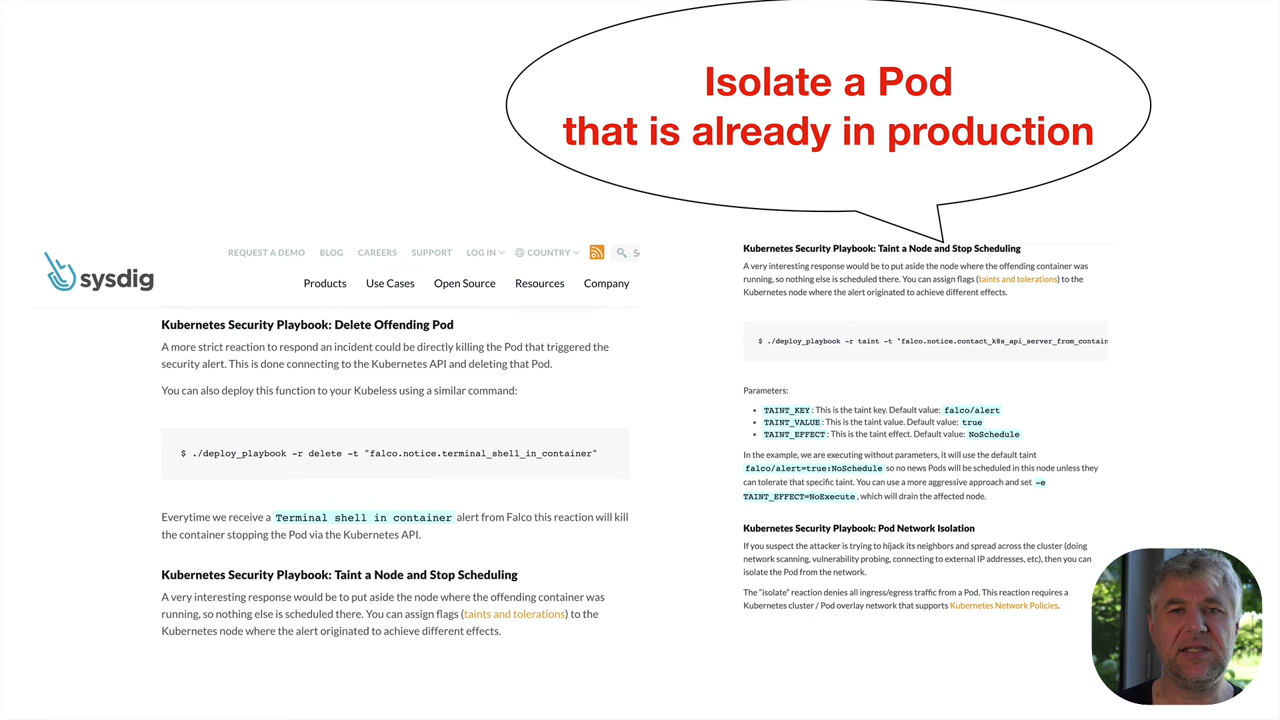 Isolate a Pod
that is already in production
sysdig
REQUEST A DEMO BLOG CAREERS SUPPORT LOG IN COUNTRY S
Products Use Cases Open Source Resources Company
Kubernetes Security Playbook: Delete Offending Pod
A more strict reaction to respond an incident could be directly killing the Pod that triggered the
security alert. This is done connecting to the Kubernetes API and deleting that Pod.
You can also deploy this function to your Kubeless using a similar command:
$ ./deploy_playbook -r delete -t "falco.notice.terminal_shell_in_container"
Everytime we receive a Terminal shell in container alert from Falco this reaction will kill
the container stopping the Pod via the Kubernetes API.
Kubernetes Security Playbook: Taint a Node and Stop Scheduling
A very interesting response would be to put aside the node where the offending container was
running, so nothing else is scheduled there. You can assign flags (taints and tolerations) to the
Kubernetes node where the alert originated to achieve different effects.
Kubernetes Security Playbook: Taint a Node and Stop Scheduling
A very interesting response would be to put aside the node where the offending container was
running, so nothing else is scheduled there. You can assign flags (taints and tolerations) to the
Kubernetes node where the alert originated to achieve different effects.
$ ./deploy_playbook -r taint -t "falco.notice.contact_k8s_api_server_from_contain
Parameters:
• TAINT_KEY: This is the taint key. Default value: falco/alert
• TAINT_VALUE: This is the taint value. Default value: true
• TAINT_EFFECT: This is the taint effect. Default value: NoSchedule
In the example, we are executing without parameters, it will use the default taint
falco/alert=true:NoSchedule so no news Pods will be scheduled in this node unless they
can tolerate that specific taint. You can use a more aggressive approach and set -e
TAINT_EFFECT=NoExecute, which will drain the affected node.
Kubernetes Security Playbook: Pod Network Isolation
If you suspect the attacker is trying to hijack its neighbors and spread across the cluster (doing
network scanning, vulnerability probing, connecting to external IP addresses, etc), then you can
isolate the Pod from the network.
The "isolate" reaction denies all ingress/egress traffic from a Pod. This reaction requires a
Kubernetes cluster / Pod overlay network that supports Kubernetes Network Policies.